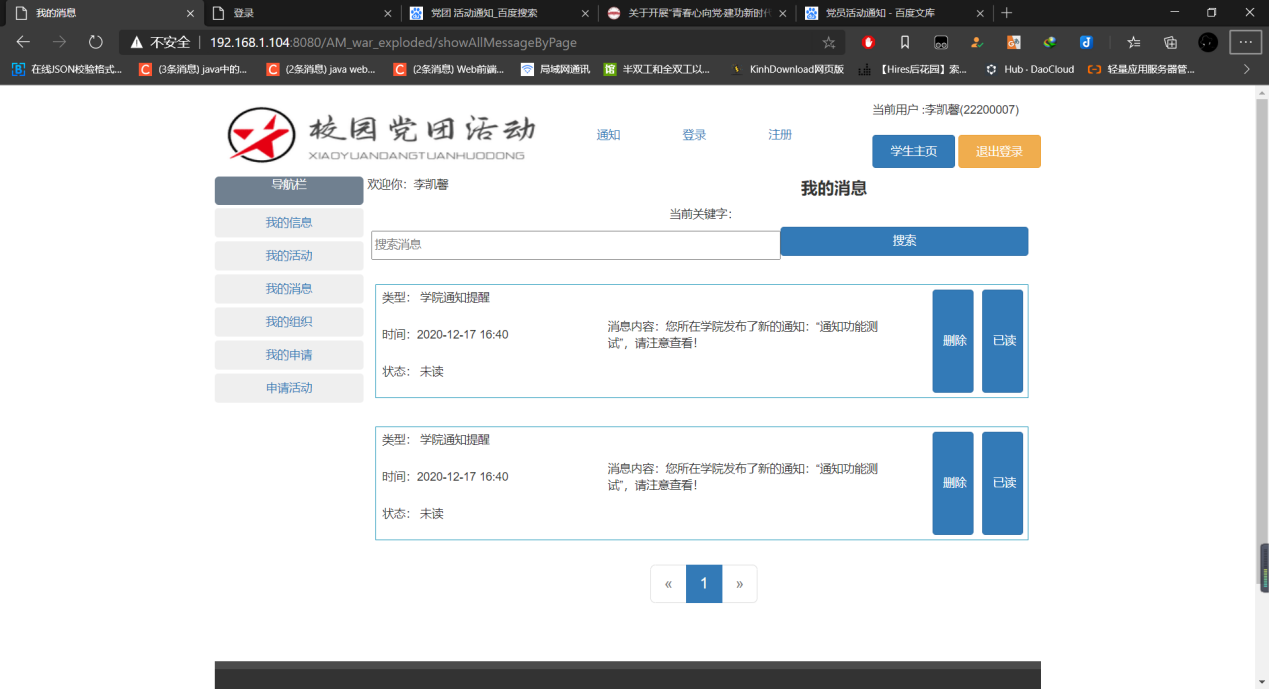 我的消息
登录
党团 活动通知_百度搜索
关于开展"青春心向党·建功新时代
党员活动通知 - 百度文库
不安全 | 192.168.1.104:8080/AM_war_exploded/showAllMessageByPage
在线JSON校验格式...
(3条消息) java中的...
(2条消息) java web...
(2条消息) Web前端...
局域网通讯
半双工和全双工以...
KinhDownload网页版
【Hires后花园】索...
Hub - DaoCloud
轻量应用服务器管...
校园党团活动
XIAOYUANDANGTUANHUODONG
通知
登录
注册
当前用户 :李凯馨(22200007)
学生主页
退出登录
导航栏
我的信息
我的活动
我的消息
我的组织
我的申请
申请活动
欢迎你：李凯馨
我的消息
当前关键字：
搜索消息
搜索
类型： 学院通知提醒
时间：2020-12-17 16:40
状态： 未读
消息内容：您所在学院发布了新的通知：“通知功能测
试”，请注意查看！
删除
已读
类型： 学院通知提醒
时间：2020-12-17 16:40
状态： 未读
消息内容：您所在学院发布了新的通知：“通知功能测
试”，请注意查看！
删除
已读
«
1
»